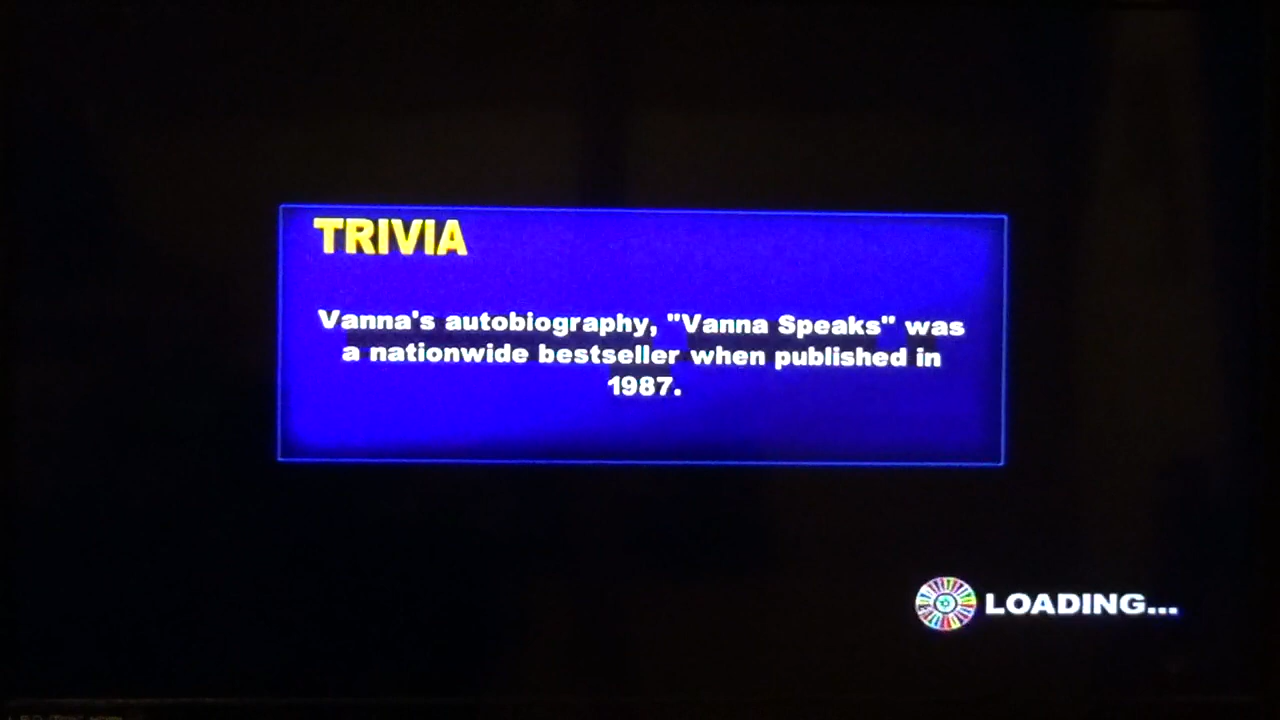 TRIVIA
Vanna's autobiography, "Vanna Speaks" was
a nationwide bestseller when published in
1987.
LOADING...